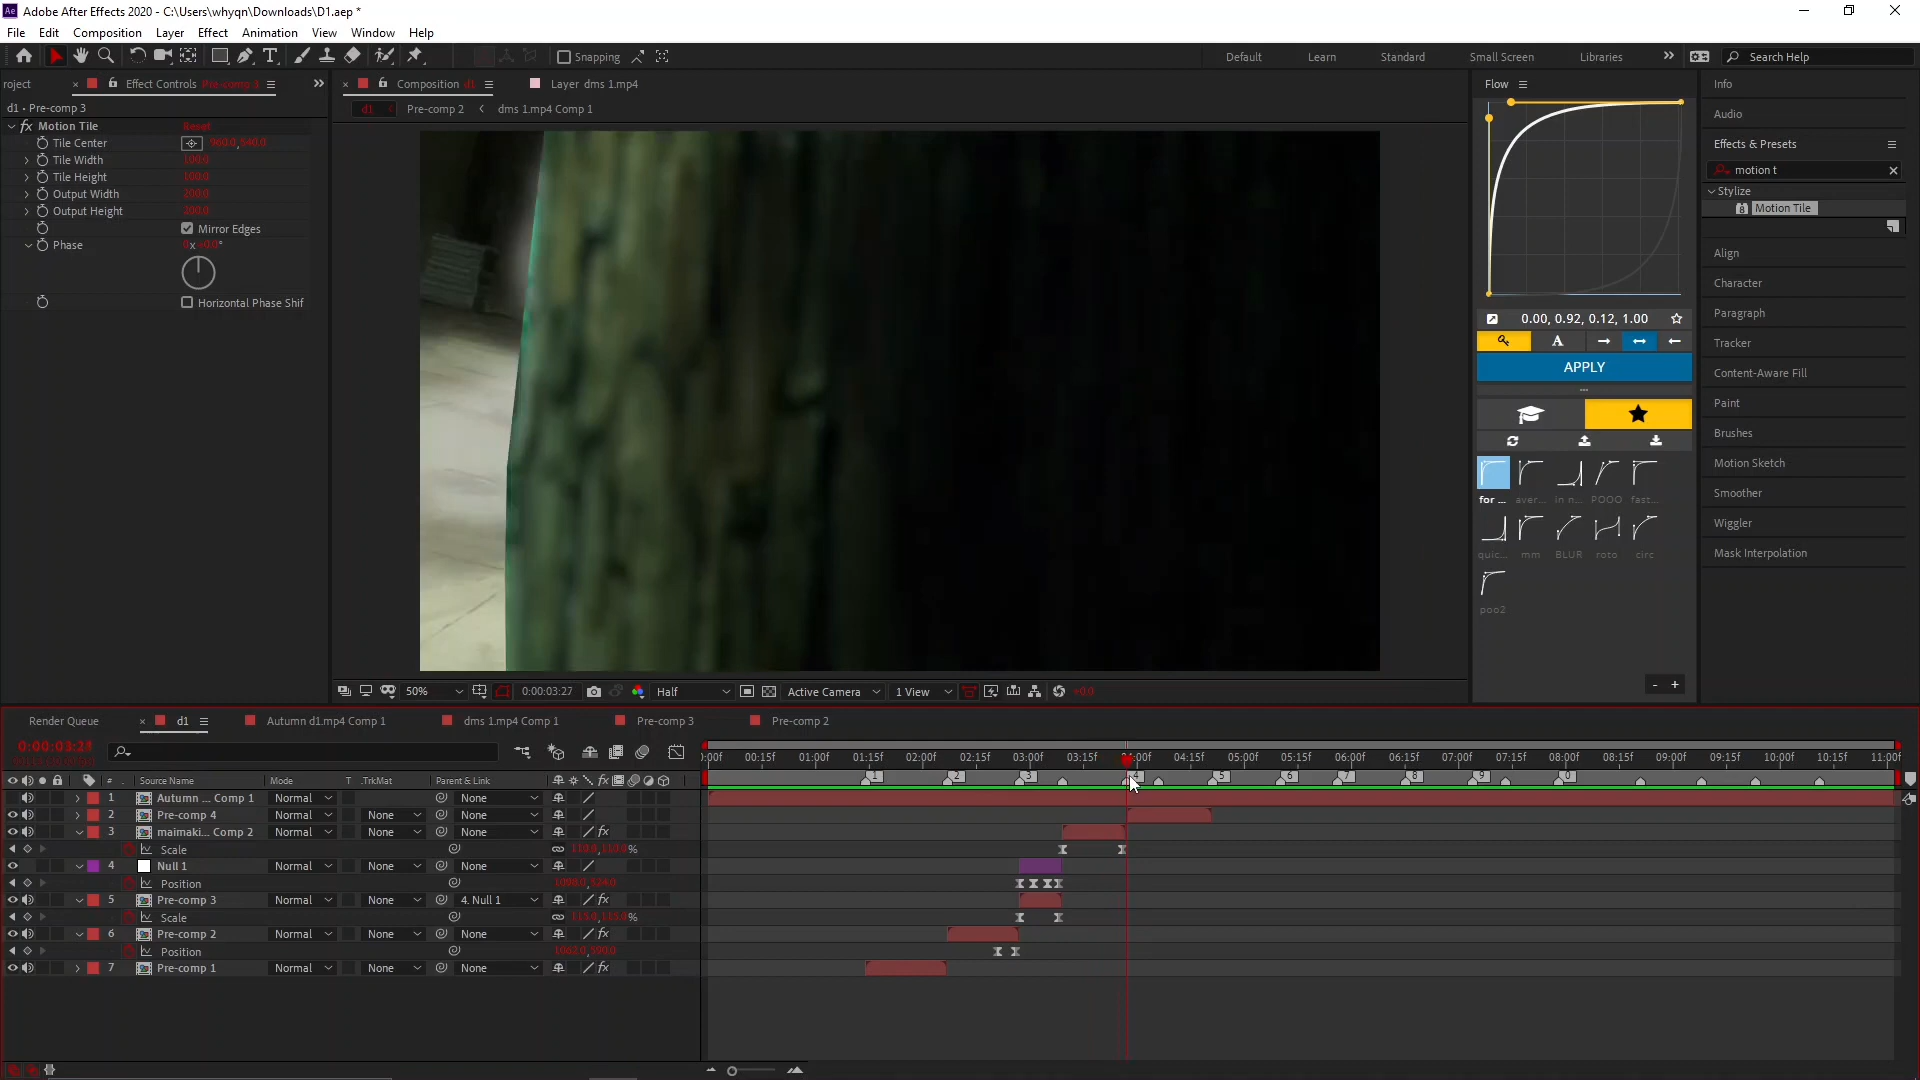 Adobe After Effects 2020 - C:\Users\whyqn\Downloads\D1.aep *
File Edit Composition Layer Effect Animation View Window Help
Snapping
Default Learn Standard Small Screen Libraries » Search Help
roject × Effect Controls Pre-comp 3 » × Composition d1 Layer dms 1.mp4
d1 • Pre-comp 3
d1 < Pre-comp 2 < dms 1.mp4 Comp 1
fx Motion Tile Reset
Tile Center 960.0,540.0
Tile Width 100.0
Tile Height 100.0
Output Width 200.0
Output Height 200.0
Mirror Edges
Phase 0x+0.0°
Horizontal Phase Shif
Flow
0.00, 0.92, 0.12, 1.00
A
APPLY
for ... aver... in n... POOO fast...
quic... mm BLUR roto circ
poo2
- +
Info
Audio
Effects & Presets
motion t
Stylize
Motion Tile
Align
Character
Paragraph
Tracker
Content-Aware Fill
Paint
Brushes
Motion Sketch
Smoother
Wiggler
Mask Interpolation
50% 0:00:03:27 Half Active Camera 1 View +0.0
Render Queue × d1 Autumn d1.mp4 Comp 1 dms 1.mp4 Comp 1 Pre-comp 3 Pre-comp 2
:00f 00:15f 01:00f 01:15f 02:00f 02:15f 03:00f 03:15f 04:00f 04:15f 05:00f 05:15f 06:00f 06:15f 07:00f 07:15f 08:00f 08:15f 09:00f 09:15f 10:00f 10:15f 11:00f
1 2 3 4 5 6 7 8 9 0
# Source Name Mode T .TrkMat Parent & Link
1 Autumn ... Comp 1 Normal None
2 Pre-comp 4 Normal None None
3 maimaki... Comp 2 Normal None None
Scale 110.0,110.0%
4 Null 1 Normal None None
Position 1098.0,524.0
5 Pre-comp 3 Normal None 4. Null 1
Scale 115.0,115.0%
6 Pre-comp 2 Normal None None
Position 1062.0,590.0
7 Pre-comp 1 Normal None None